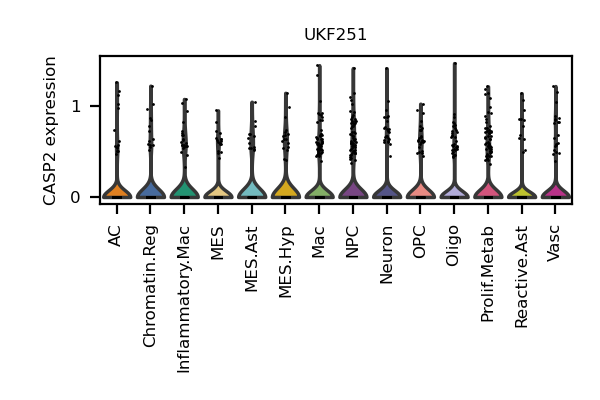 UKF251
CASP2 expression
1
0
AC
Chromatin.Reg
Inflammatory.Mac
MES
MES.Ast
MES.Hyp
Mac
NPC
Neuron
OPC
Oligo
Prolif.Metab
Reactive.Ast
Vasc